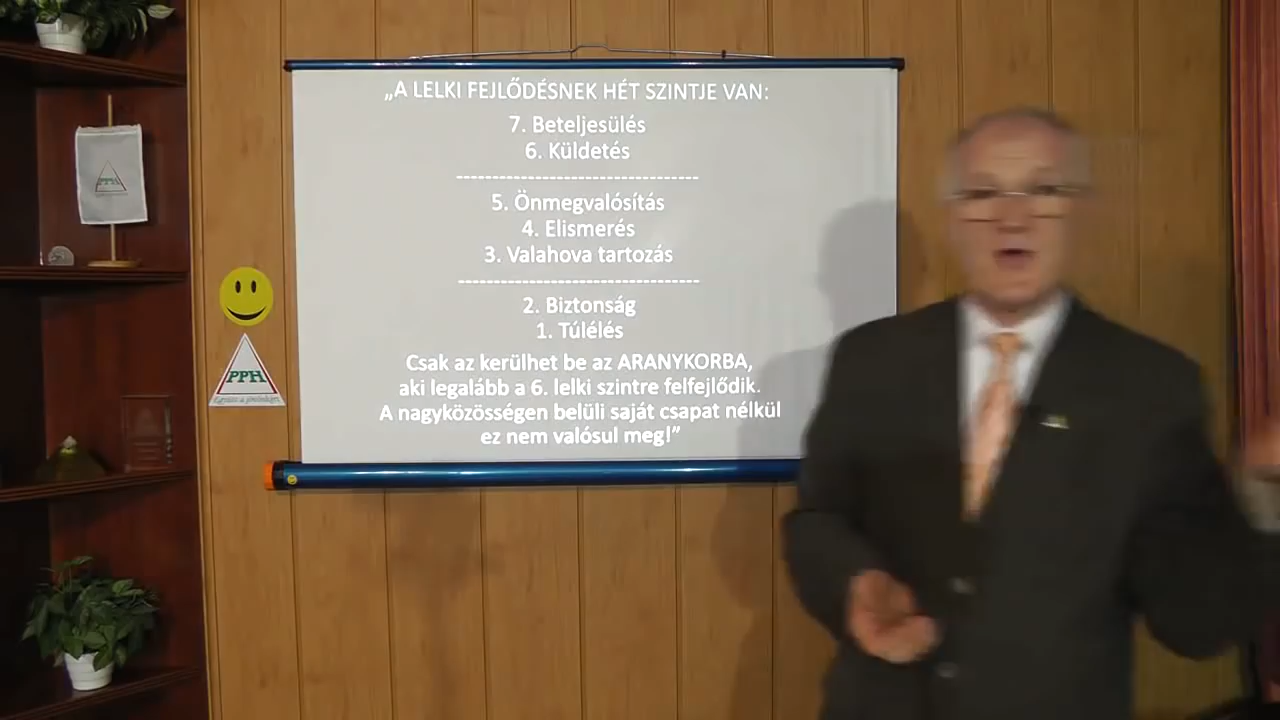 „A LELKI FEJLŐDÉSNEK HÉT SZINTJE VAN:
7. Beteljesülés
6. Küldetés
--------------------------------
5. Önmegvalósítás
4. Elismerés
3. Valahova tartozás
--------------------------------
2. Biztonság
1. Túlélés
Csak az kerülhet be az ARANYKORBA,
aki legalább a 6. lelki szintre felfejlődik.
A nagyközösségen belüli saját csapat nélkül
ez nem valósul meg!”
PPH
PPH